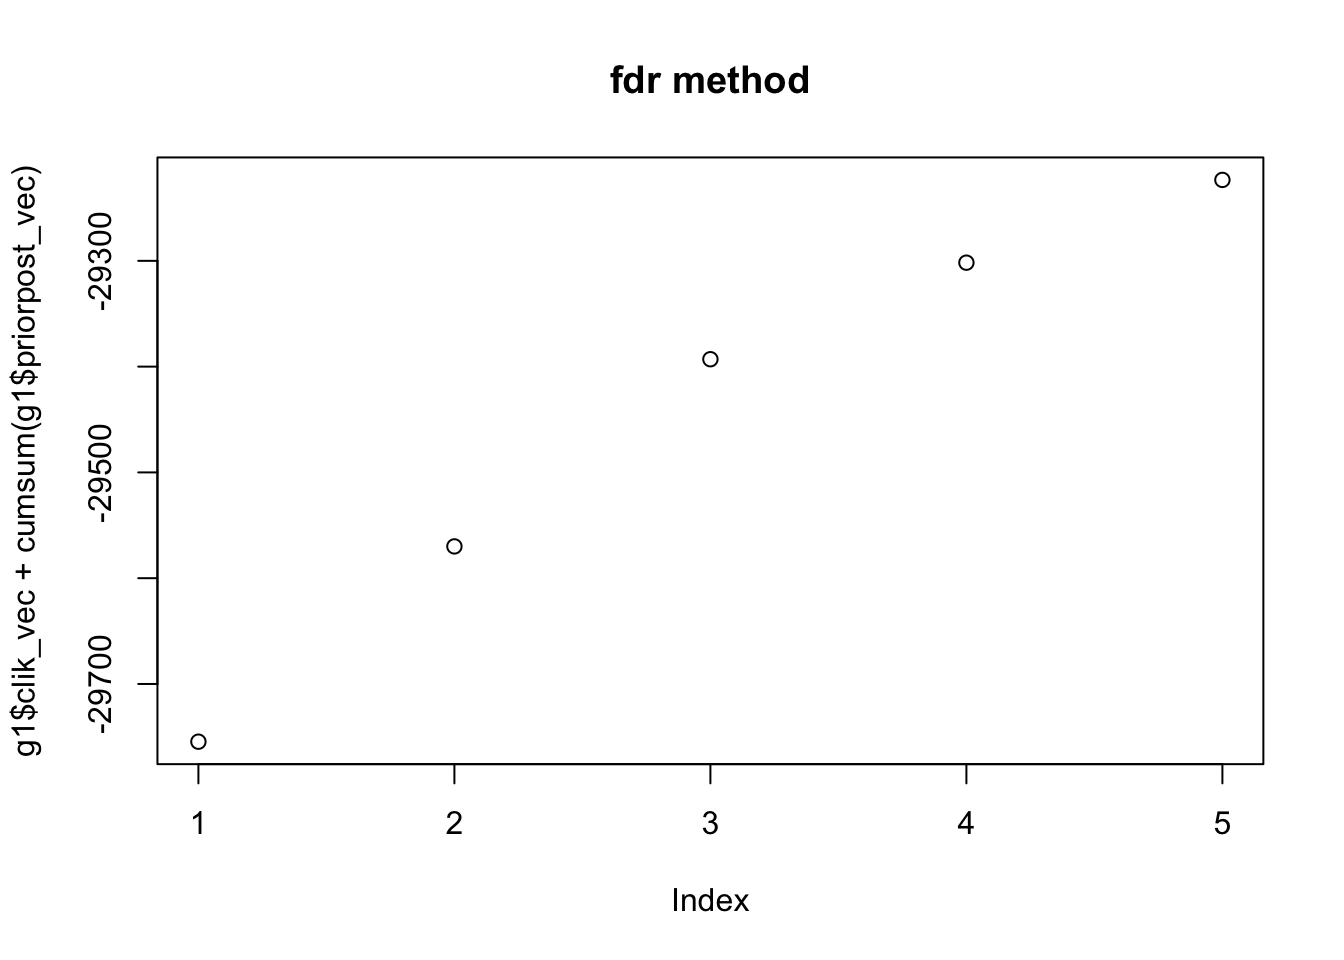 fdr method
g1$clik_vec + cumsum(g1$priorpost_vec)
-29300
-29500
-29700
1 2 3 4 5
Index